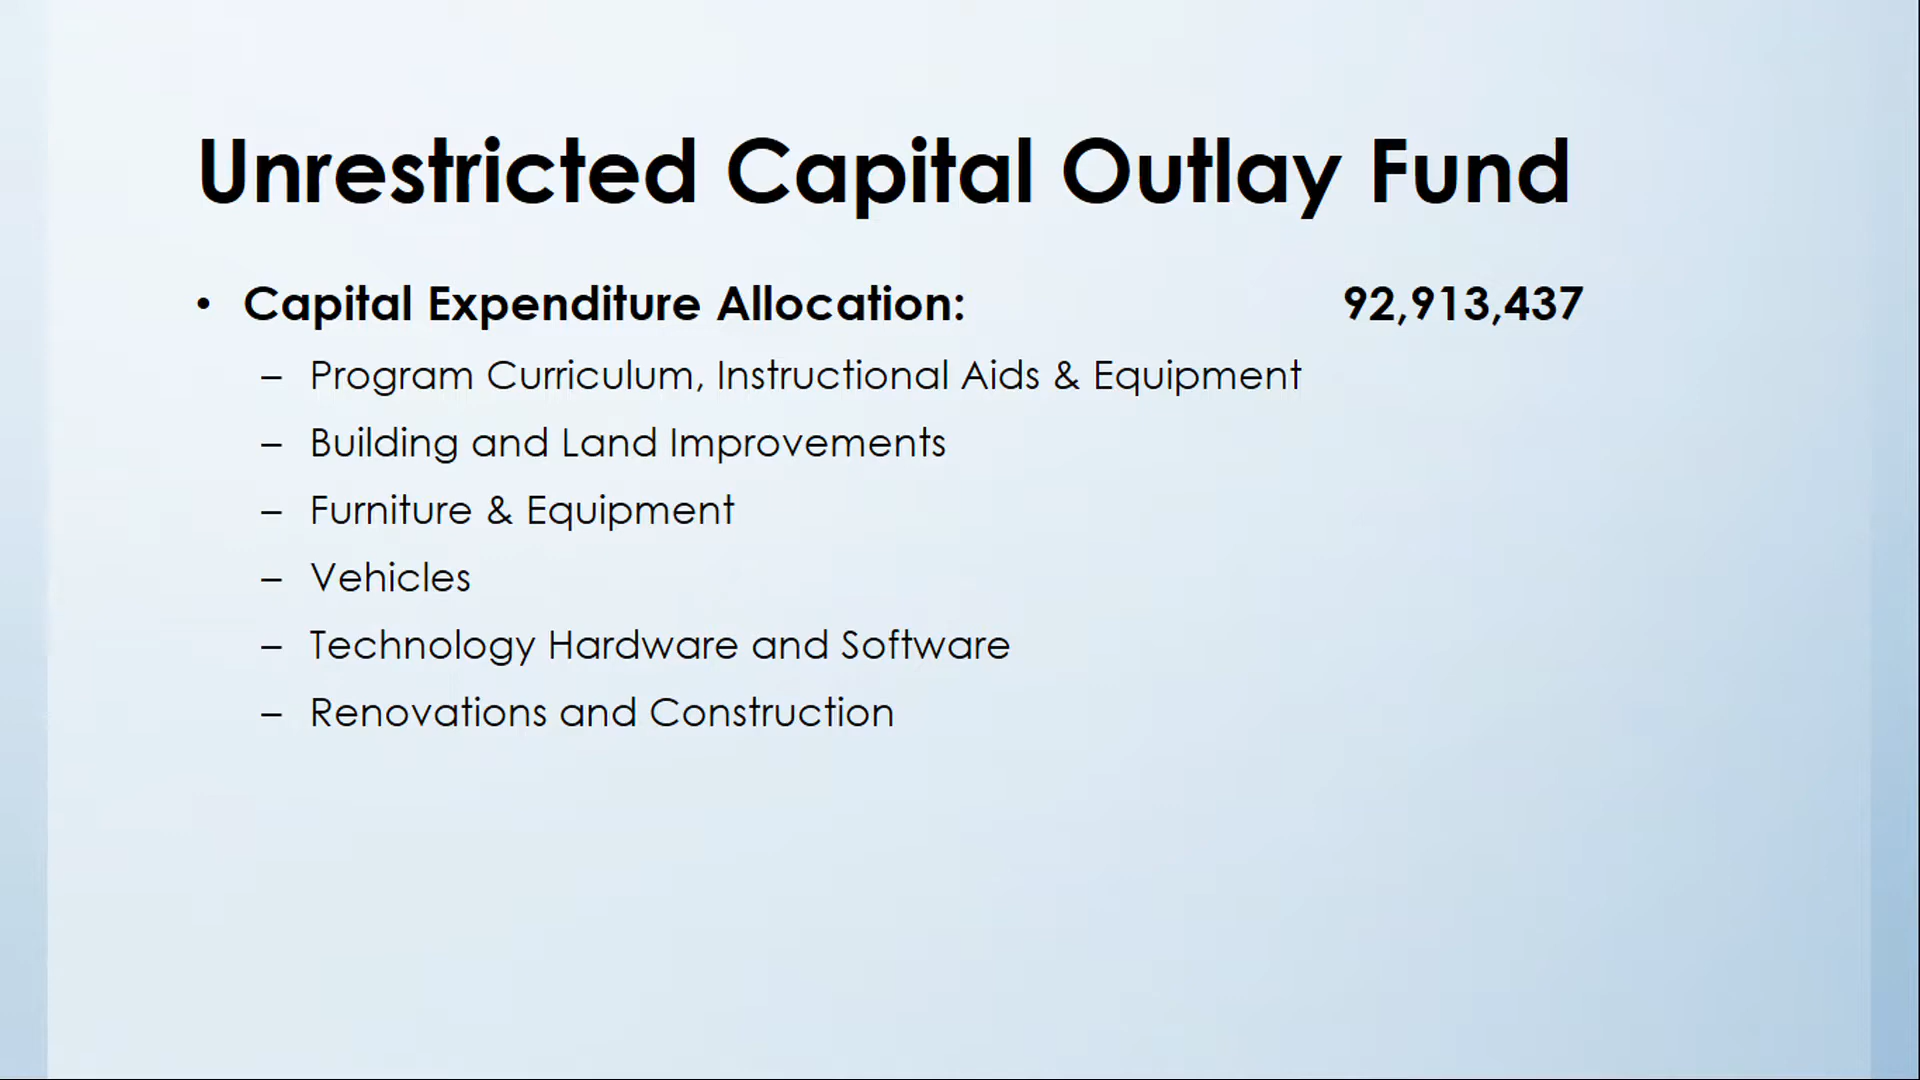 Unrestricted Capital Outlay Fund
• Capital Expenditure Allocation: 92,913,437
– Program Curriculum, Instructional Aids & Equipment
– Building and Land Improvements
– Furniture & Equipment
– Vehicles
– Technology Hardware and Software
– Renovations and Construction